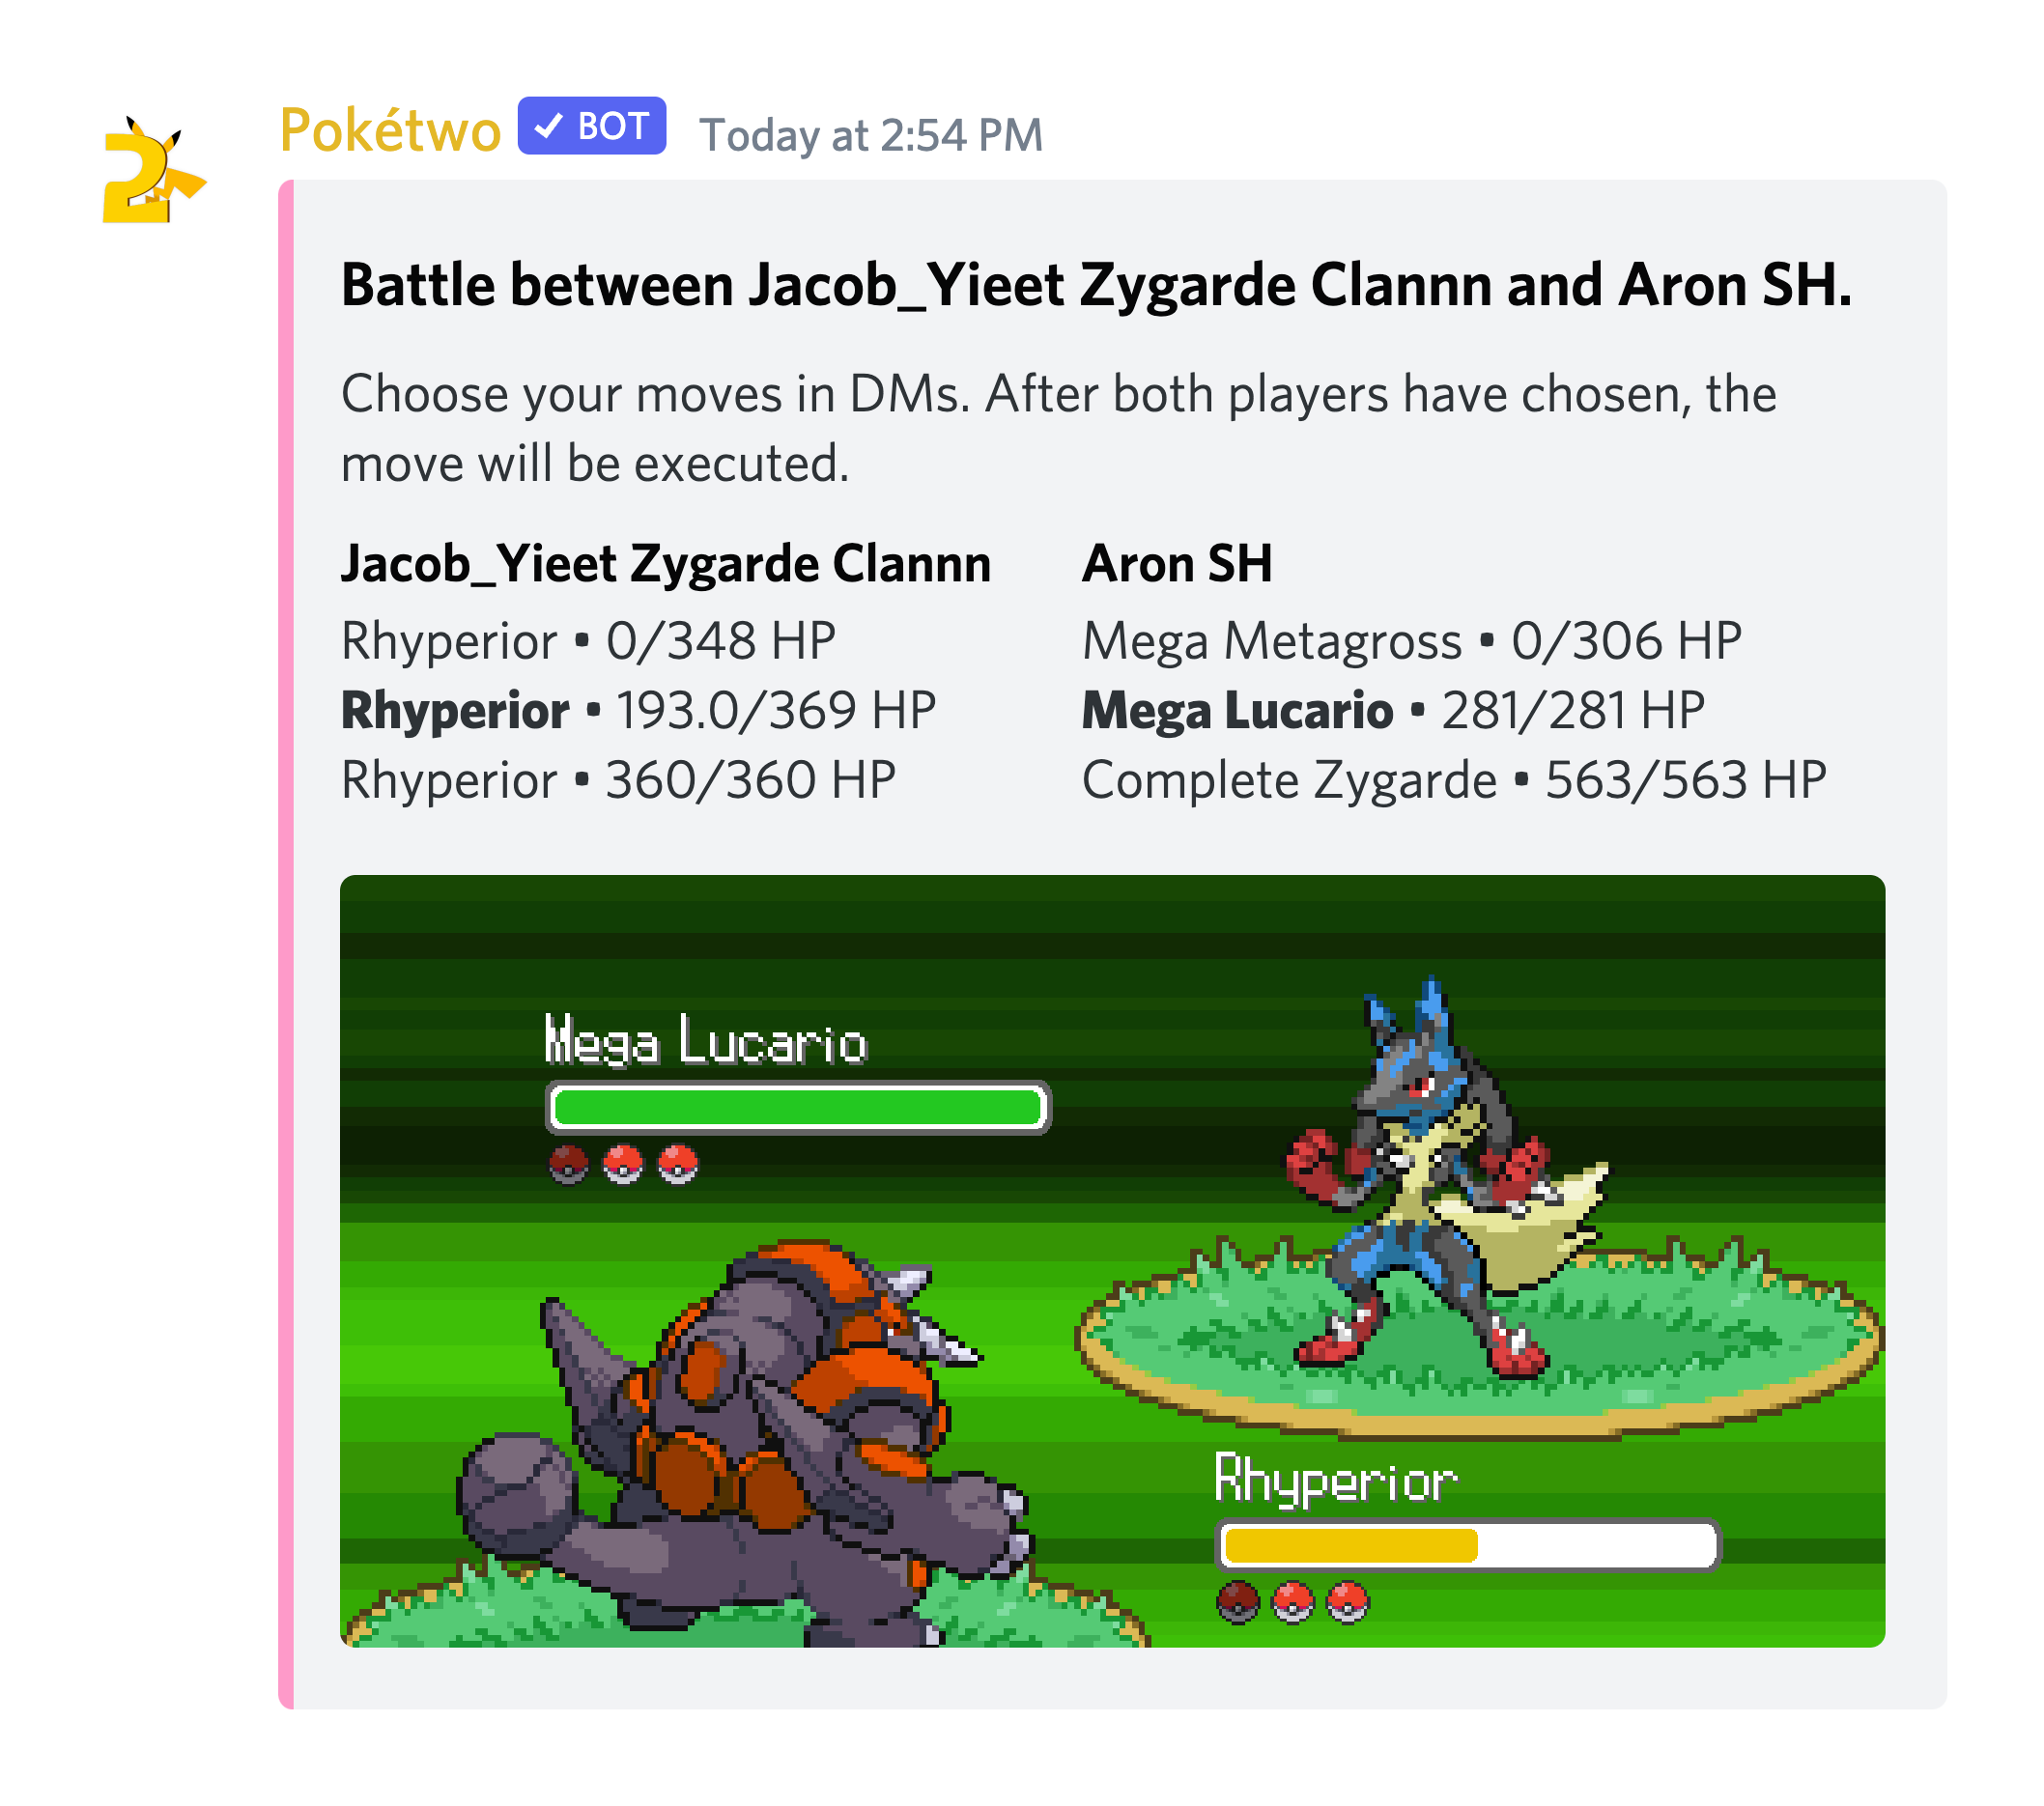 Pokétwo ✓ BOT Today at 2:54 PM
Battle between Jacob_Yieet Zygarde Clannn and Aron SH.
Choose your moves in DMs. After both players have chosen, the
move will be executed.
Jacob_Yieet Zygarde Clannn
Rhyperior • 0/348 HP
Rhyperior • 193.0/369 HP
Rhyperior • 360/360 HP
Aron SH
Mega Metagross • 0/306 HP
Mega Lucario • 281/281 HP
Complete Zygarde • 563/563 HP
Mega Lucario
Rhyperior